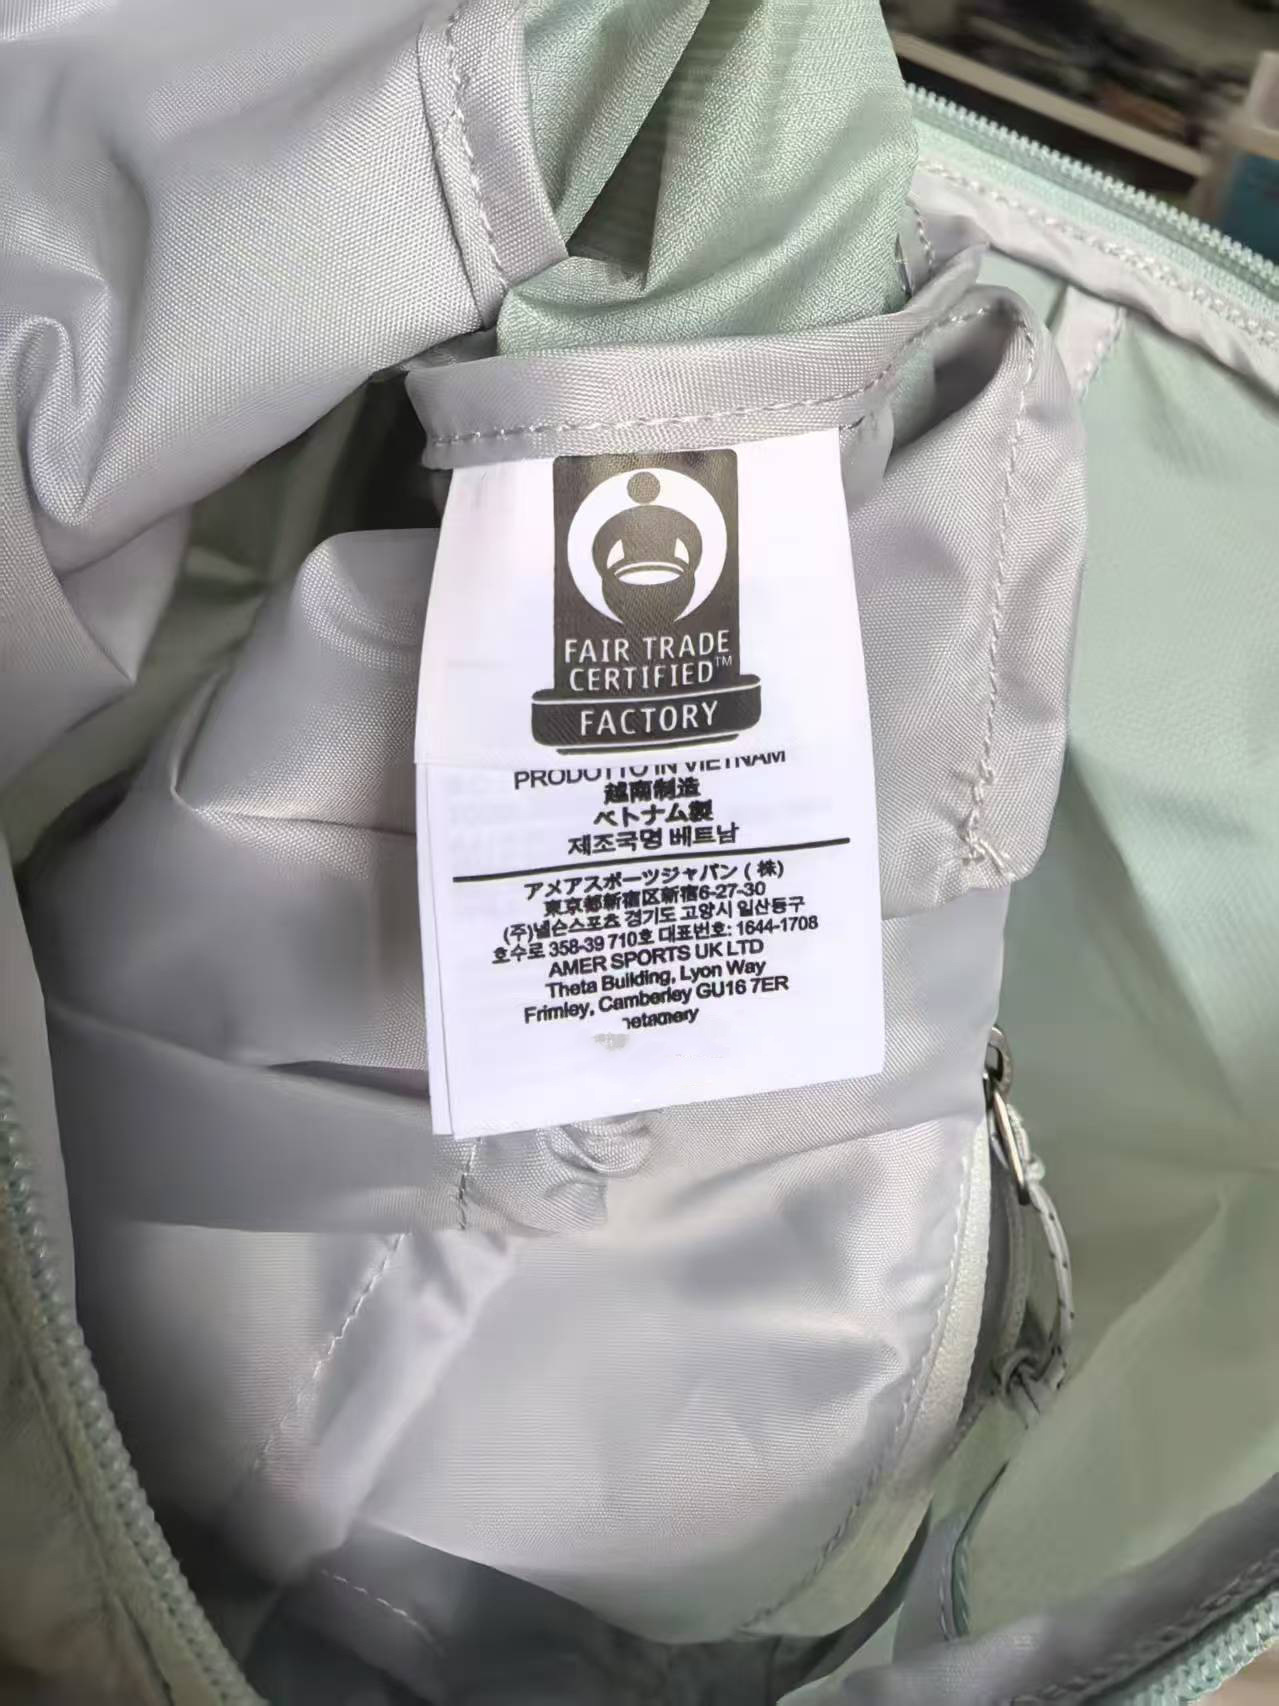 FAIR TRADE
CERTIFIED™
FACTORY
PRODOTTO IN VIETNAM
越南制造
ベトナム製
제조국명 베트남
アメアスポーツジャパン ( 株)
東京都新宿区新宿6-27-30
(주)넬슨스포츠 경기도 고양시 일산동구
호수로 358-39 710호 대표번호: 1644-1708
AMER SPORTS UK LTD
Theta Building, Lyon Way
Frimley, Camberley GU16 7ER